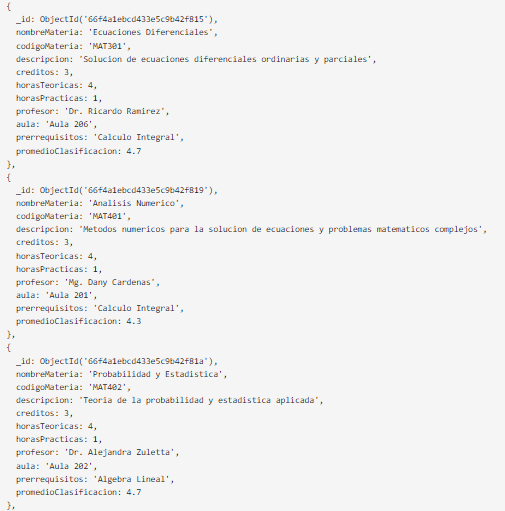 {
_id: ObjectId('66f4a1ebcd433e5c9b42f815'),
nombreMateria: 'Ecuaciones Diferenciales',
codigoMateria: 'MAT301',
descripcion: 'Solucion de ecuaciones diferenciales ordinarias y parciales',
creditos: 3,
horasTeoricas: 4,
horasPracticas: 1,
profesor: 'Dr. Ricardo Ramirez',
aula: 'Aula 206',
prerrequisitos: 'Calculo Integral',
promedioClasificacion: 4.7
},
{
_id: ObjectId('66f4a1ebcd433e5c9b42f819'),
nombreMateria: 'Analisis Numerico',
codigoMateria: 'MAT401',
descripcion: 'Metodos numericos para la solucion de ecuaciones y problemas matematicos complejos',
creditos: 3,
horasTeoricas: 4,
horasPracticas: 1,
profesor: 'Mg. Dany Cardenas',
aula: 'Aula 201',
prerrequisitos: 'Calculo Integral',
promedioClasificacion: 4.3
},
{
_id: ObjectId('66f4a1ebcd433e5c9b42f81a'),
nombreMateria: 'Probabilidad y Estadistica',
codigoMateria: 'MAT402',
descripcion: 'Teoria de la probabilidad y estadistica aplicada',
creditos: 3,
horasTeoricas: 4,
horasPracticas: 1,
profesor: 'Dr. Alejandra Zuletta',
aula: 'Aula 202',
prerrequisitos: 'Algebra Lineal',
promedioClasificacion: 4.7
},